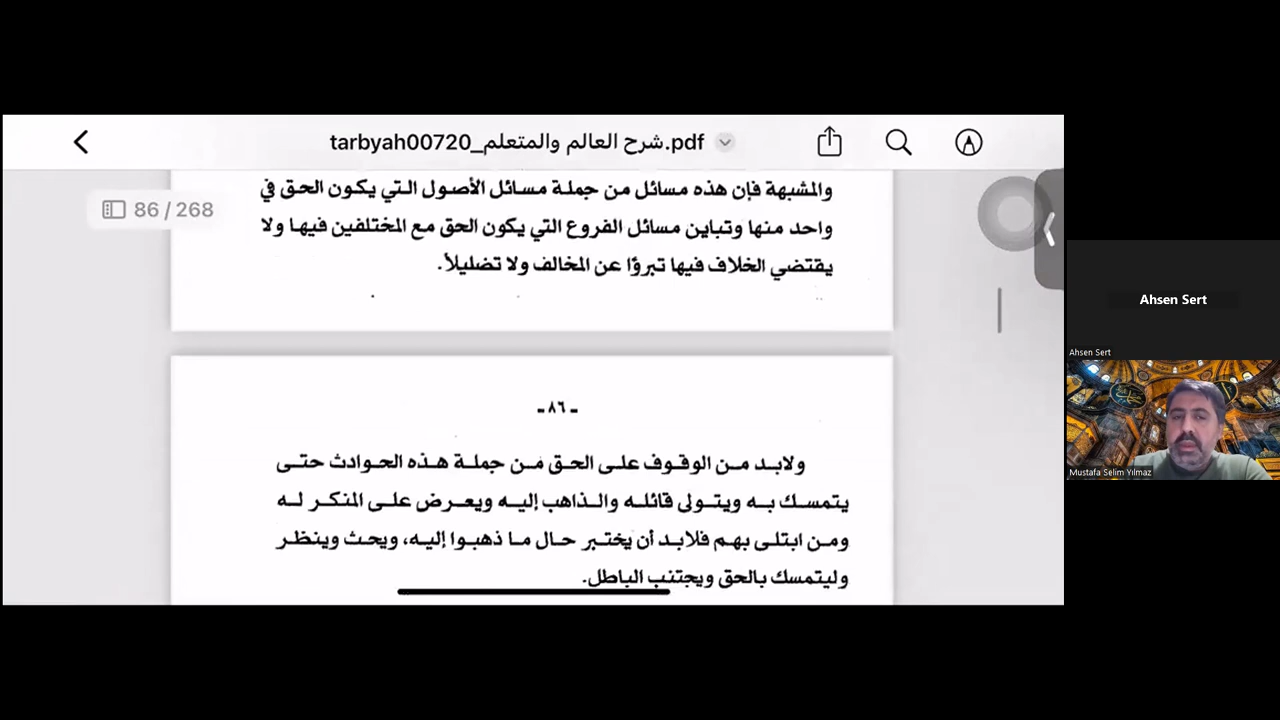 tarbyah00720_شرح العالم والمتعلم.pdf
86 / 268
والمشبهة فإن هذه مسائل من جملة مسائل الأصول التي يكون الحق في
واحد منها وتباين مسائل الفروع التي يكون الحق مع المختلفين فيها ولا
يقتضي الخلاف فيها تبرؤا عن المخالف ولا تضليلاً.
-٨٦-
ولابد من الوقوف على الحق من جملة هذه الحوادث حتى
يتمسك به ويتولى قائله والذاهب إليه ويعرض على المنكر له
ومن ابتلى بهم فلابد أن يختبر حال ما ذهبوا إليه، ويحث وينظر
وليتمسك بالحق ويجتنب الباطل.
Ahsen Sert
Ahsen Sert
Mustafa Selim Yılmaz